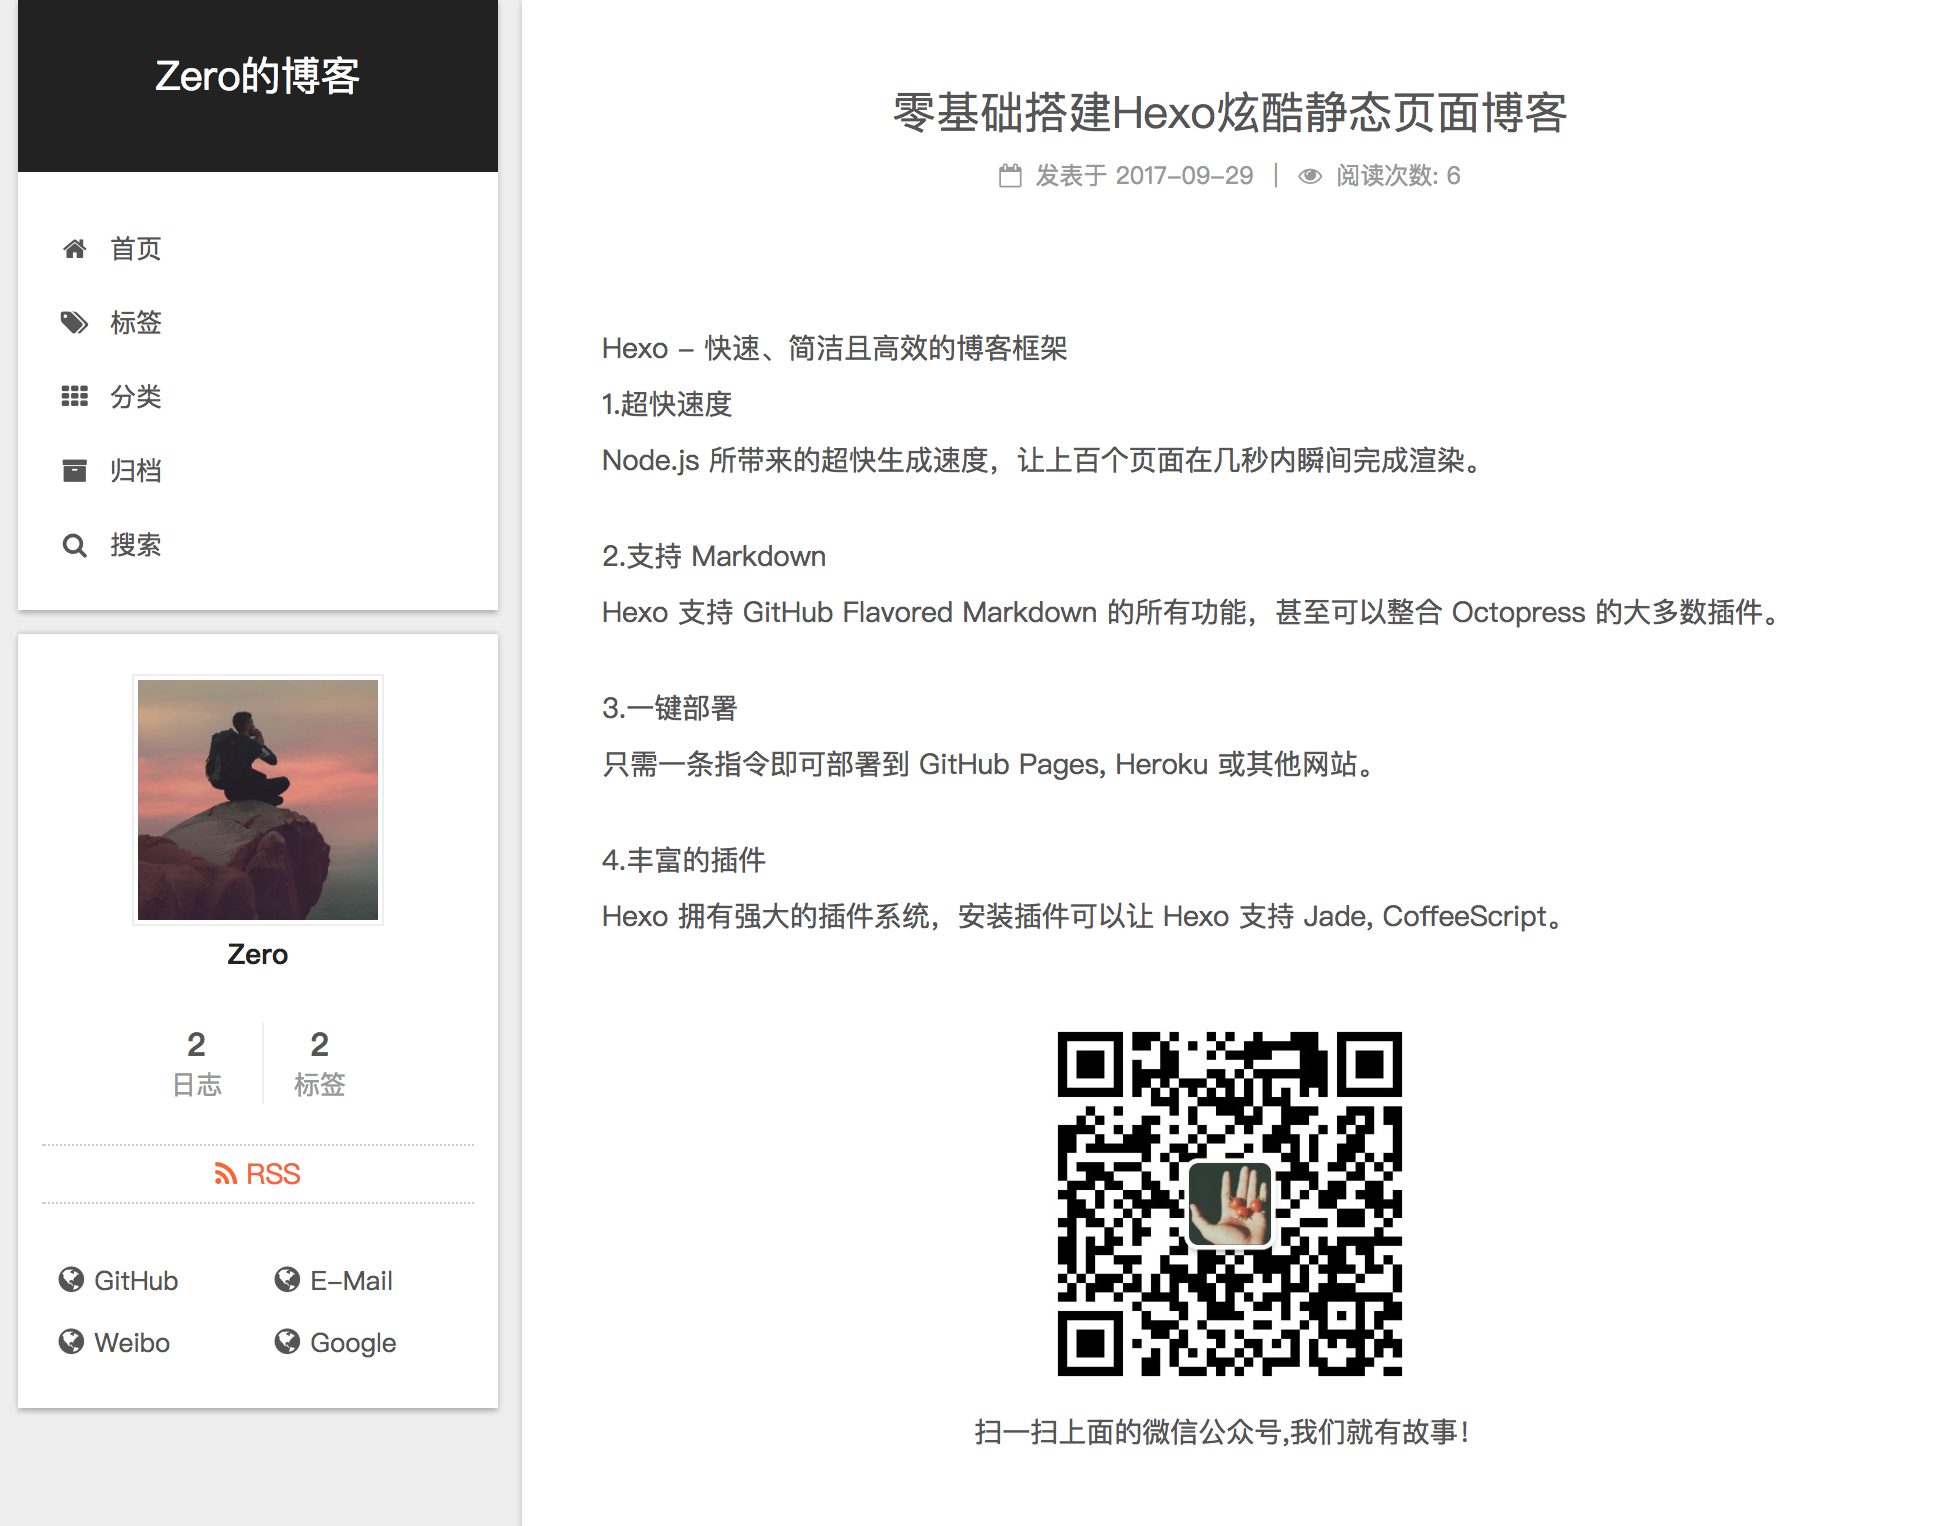 Zero的博客
首页
标签
分类
归档
搜索
Zero
2
日志
2
标签
RSS
GitHub
E-Mail
Weibo
Google
零基础搭建Hexo炫酷静态页面博客
发表于 2017-09-29 | 阅读次数: 6
Hexo - 快速、简洁且高效的博客框架
1.超快速度
Node.js 所带来的超快生成速度，让上百个页面在几秒内瞬间完成渲染。
2.支持 Markdown
Hexo 支持 GitHub Flavored Markdown 的所有功能，甚至可以整合 Octopress 的大多数插件。
3.一键部署
只需一条指令即可部署到 GitHub Pages, Heroku 或其他网站。
4.丰富的插件
Hexo 拥有强大的插件系统，安装插件可以让 Hexo 支持 Jade, CoffeeScript。
扫一扫上面的微信公众号,我们就有故事！